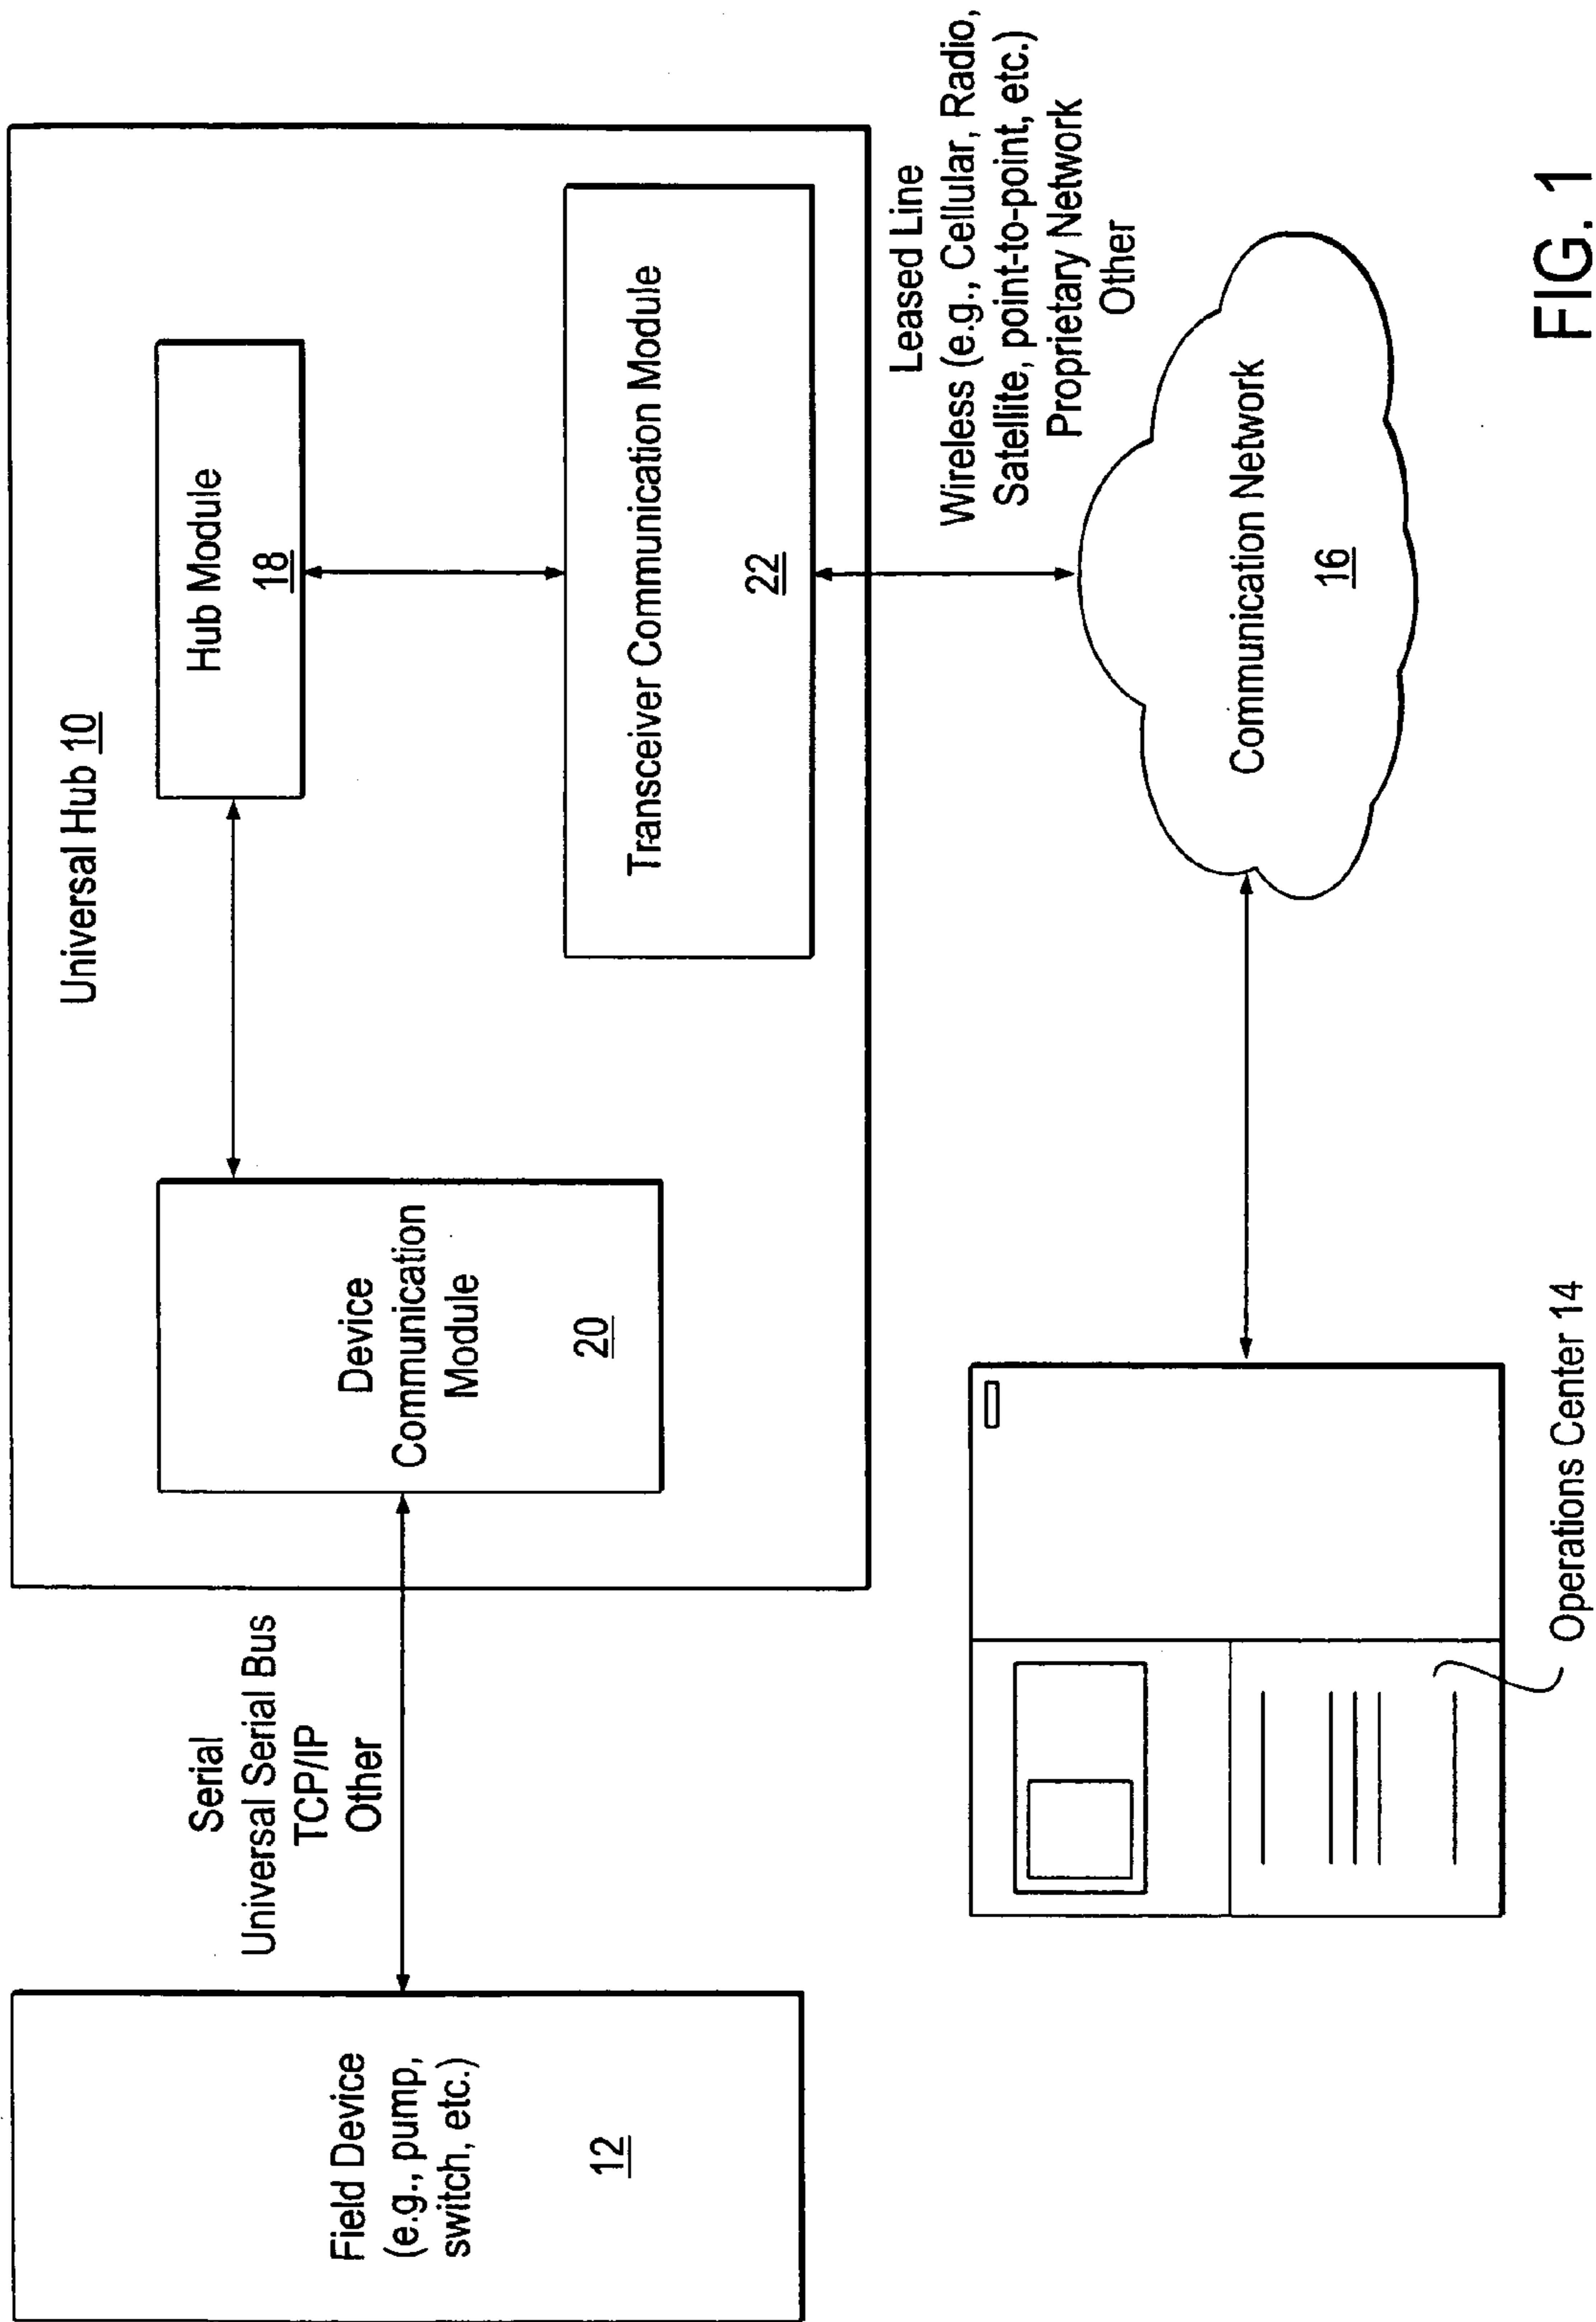 Universal Hub 10
Hub Module
18
Device
Communication
Module
20
Transceiver Communication Module
22
Serial
Universal Serial Bus
TCP/IP
Other
Field Device
(e.g., pump,
switch, etc.)
12
Leased Line
Wireless (e.g., Cellular, Radio,
Satellite, point-to-point, etc.)
Proprietary Network
Other
Communication Network
16
Operations Center 14
FIG. 1